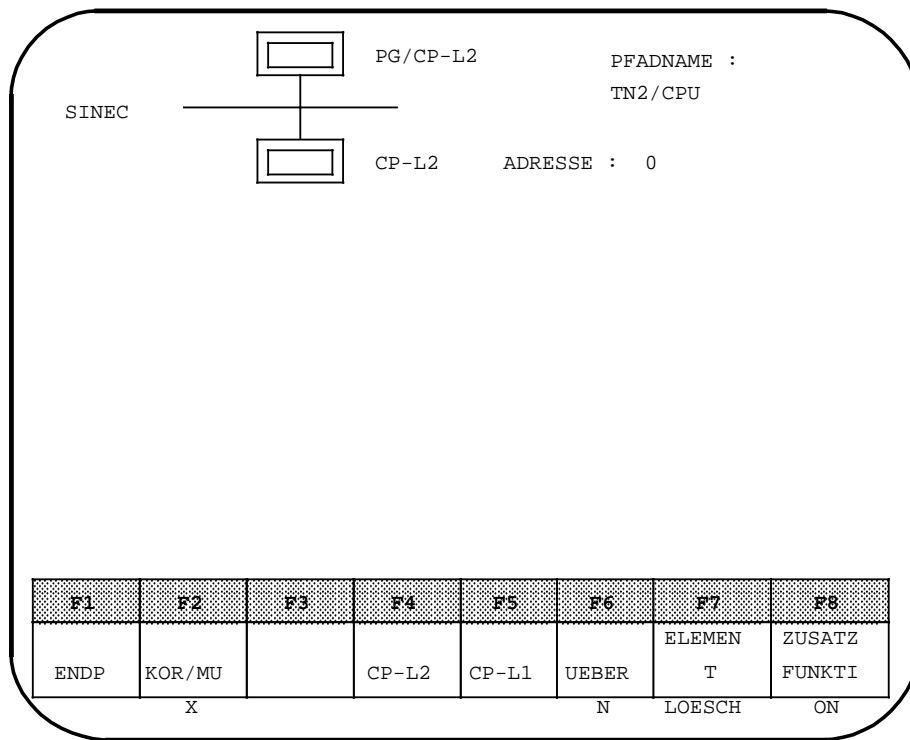 PG/CP-L2
PFADNAME :
TN2/CPU
SINEC
CP-L2 ADRESSE : 0
F1 F2 F3 F4 F5 F6 F7 F8
ELEMEN ZUSATZ
ENDP KOR/MU CP-L2 CP-L1 UEBER T FUNKTI
X N LOESCH ON